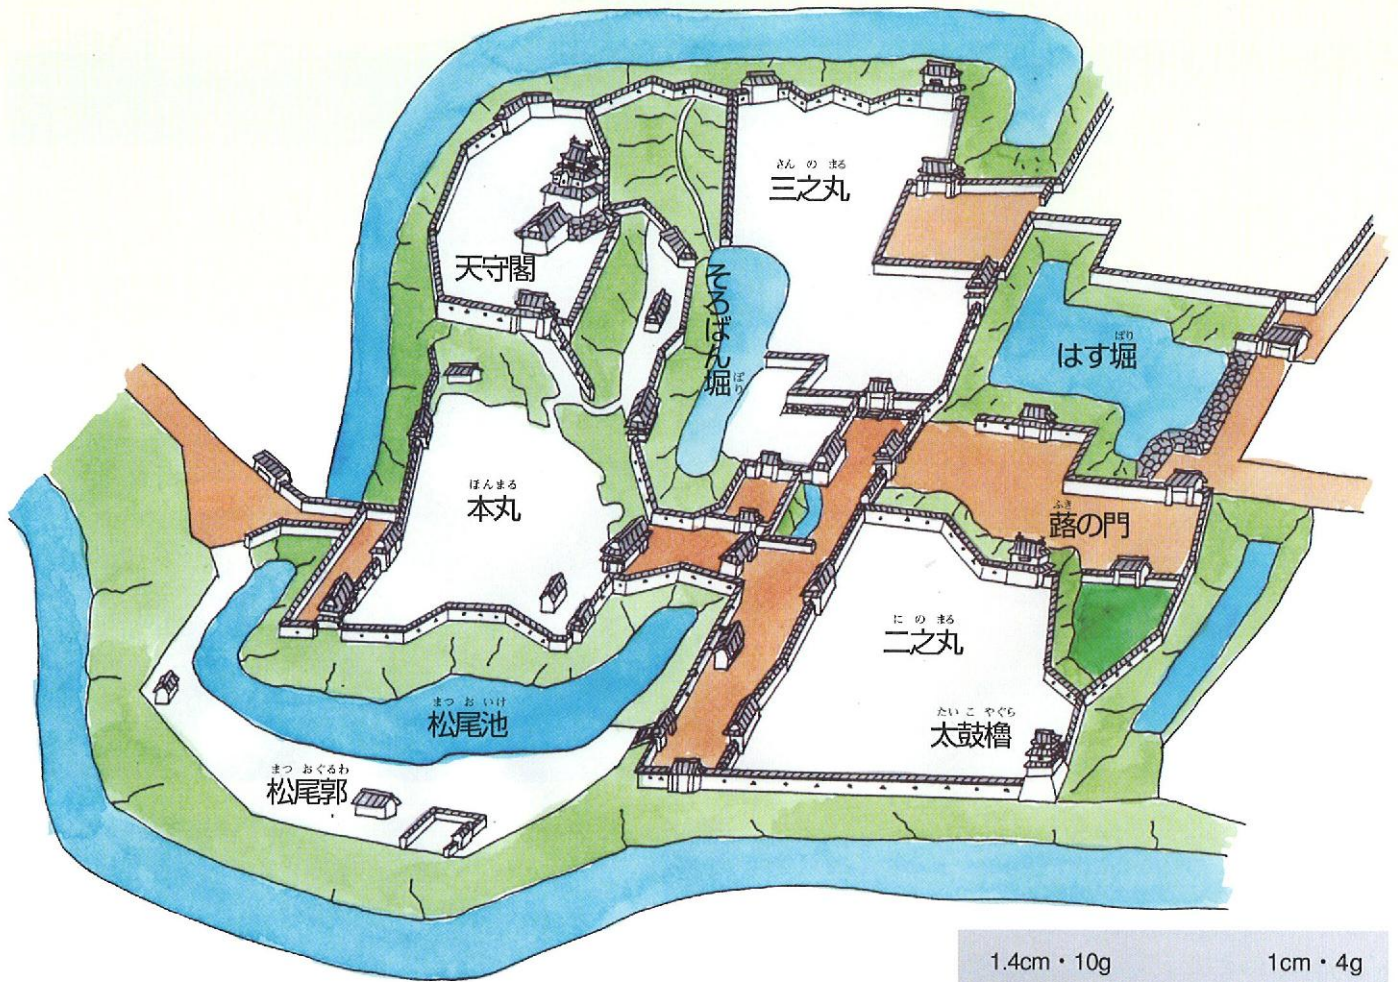 さんのまる
三之丸
天守閣
そろばん堀
ぼり
ぼり
はす堀
ほんまる
本丸
ふき
蕗の門
にのまる
二之丸
まつおいけ
松尾池
たいこやぐら
太鼓櫓
まつおぐるわ
松尾郭
1.4cm・10g
1cm・4g